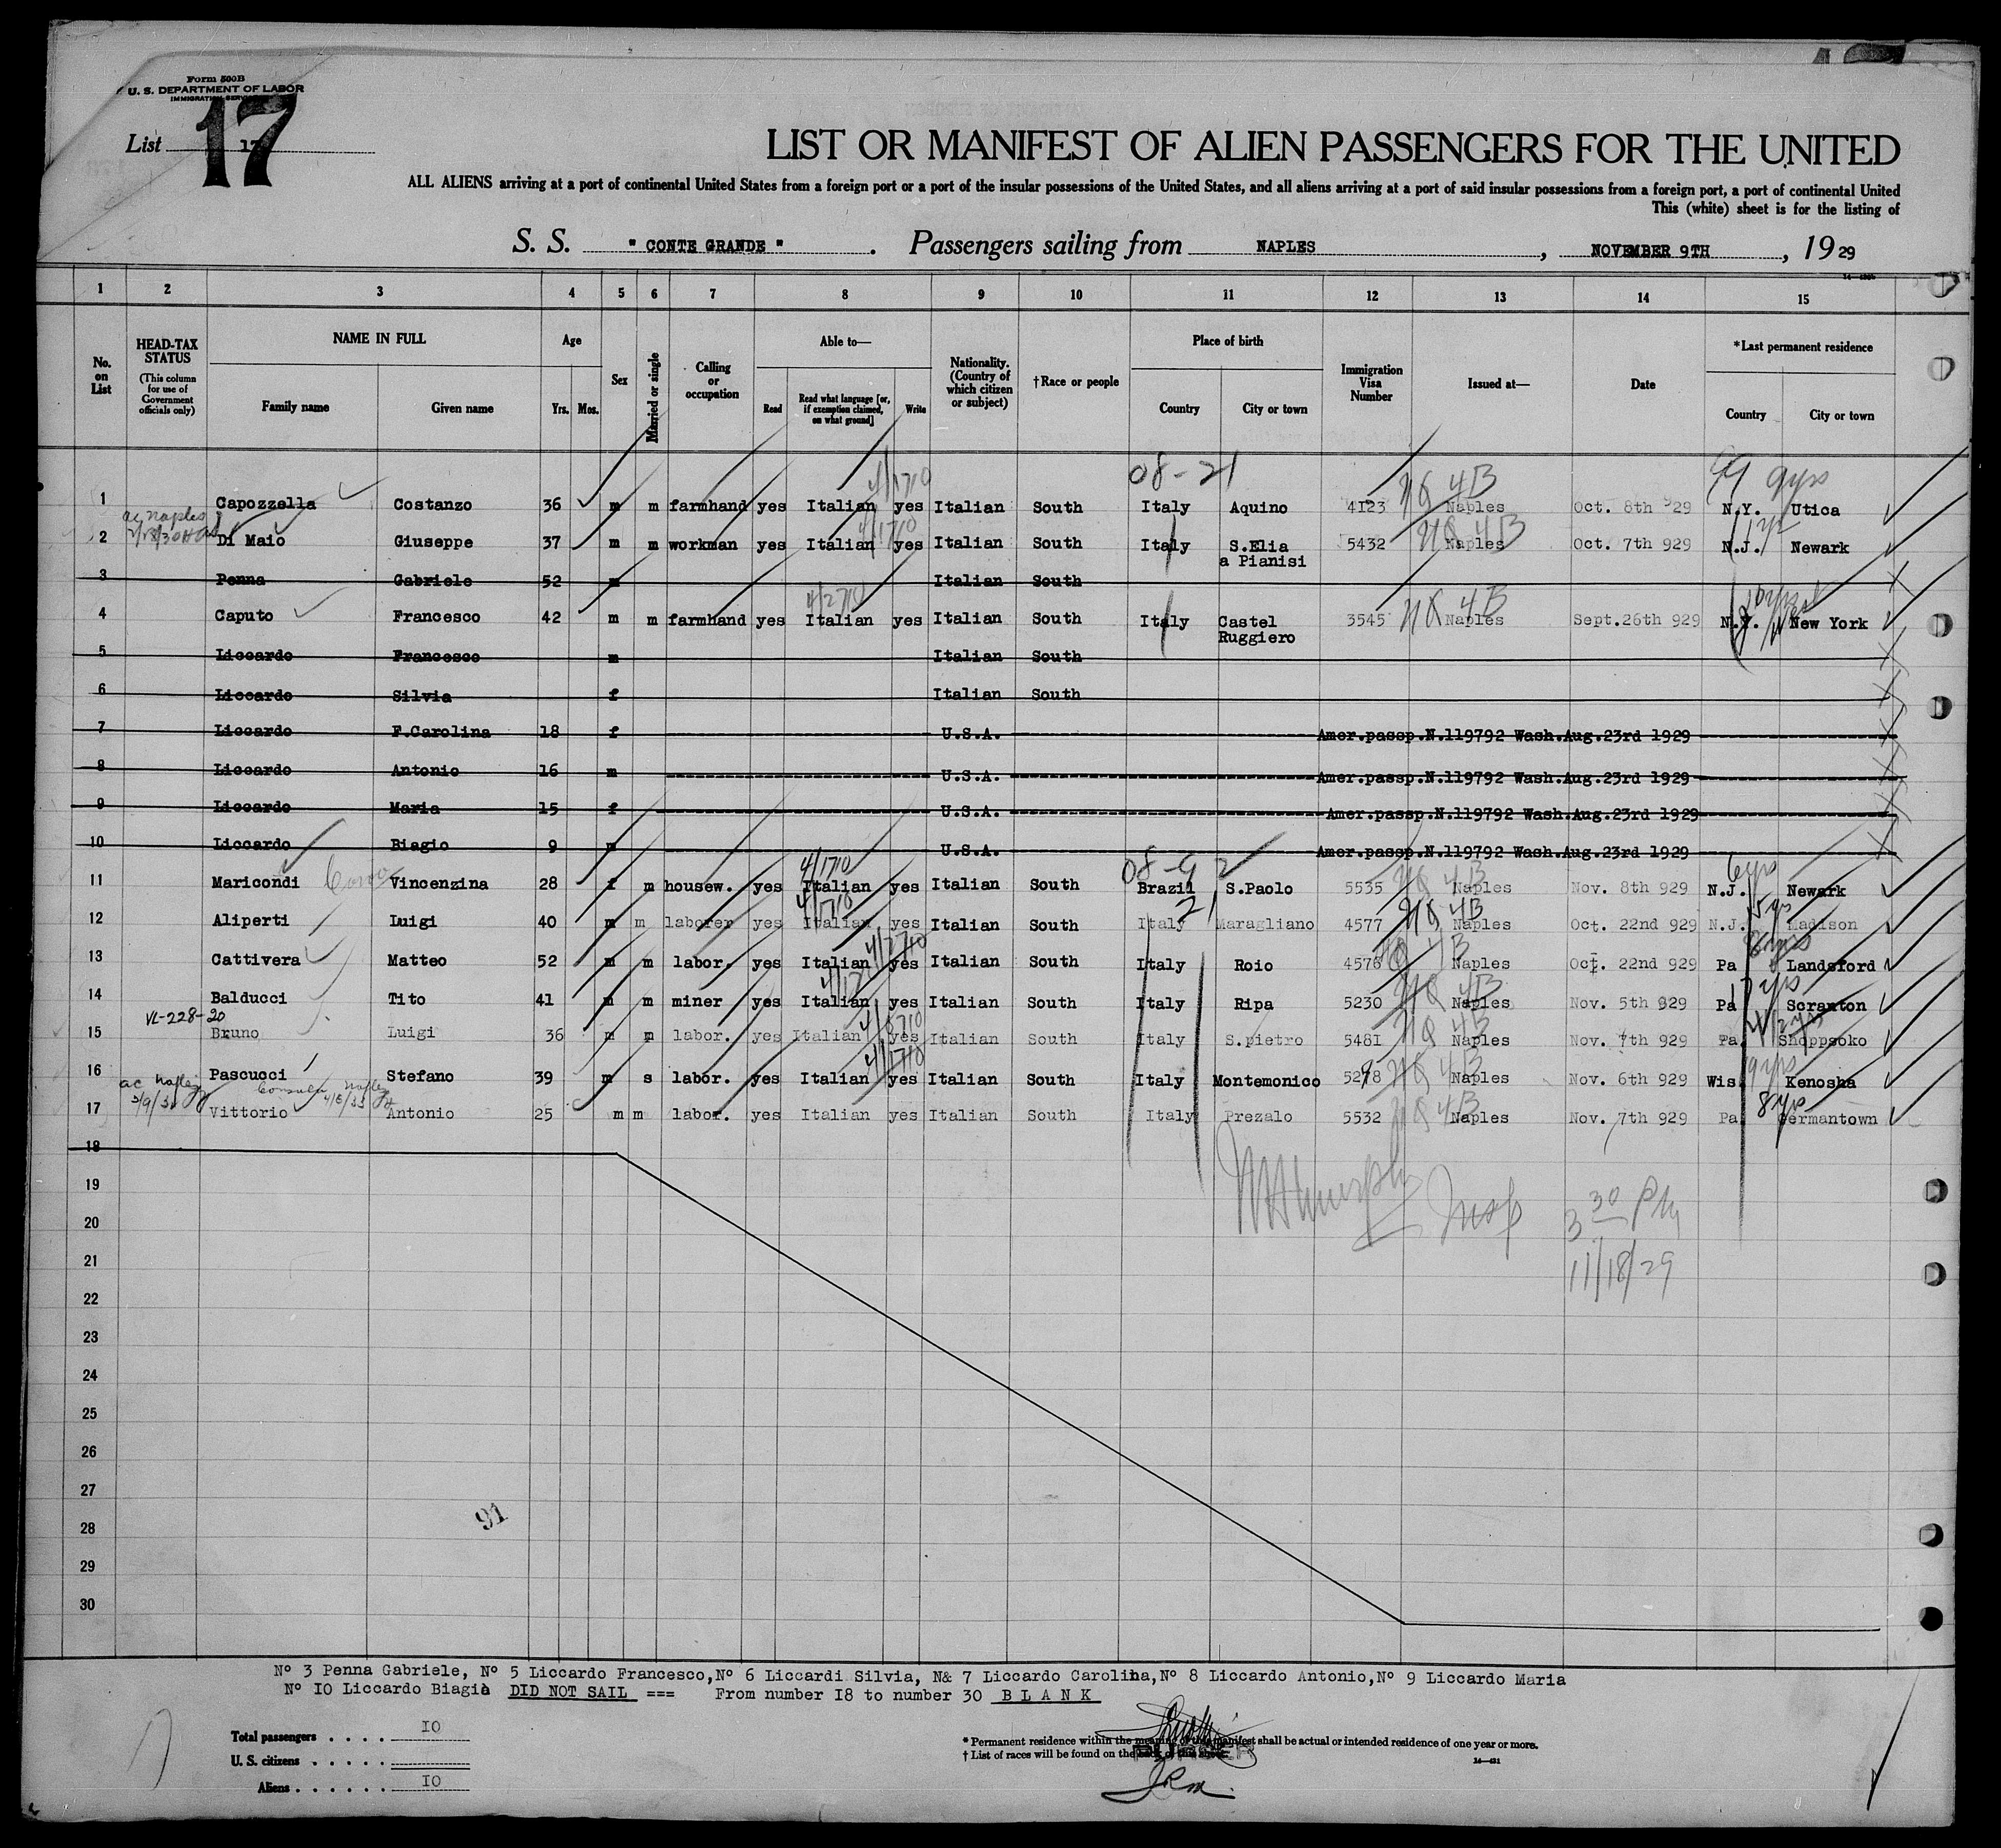 Form 500B
U. S. DEPARTMENT OF LABOR
IMMIGRATION SERVICE
17
List 17
LIST OR MANIFEST OF ALIEN PASSENGERS FOR THE UNITED
ALL ALIENS arriving at a port of continental United States from a foreign port or a port of the insular possessions of the United States, and all aliens arriving at a port of said insular possessions from a foreign port, a port of continental United
This (white) sheet is for the listing of
S. S. " CONTE GRANDE " . Passengers sailing from NAPLES , NOVEMBER 9TH , 19 29
1 2 3 4 5 6 7 8 9 10 11 12 13 14 15
No. on List
HEAD-TAX STATUS
(This column for use of Government officials only)
NAME IN FULL
Family name Given name
Age
Yrs. Mos.
Sex
Married or single
Calling or occupation
Able to—
Read Read what language [or, if exemption claimed, on what ground] Write
Nationality. (Country of which citizen or subject)
†Race or people
Place of birth
Country City or town
Immigration Visa Number
Issued at—
Date
*Last permanent residence
Country City or town
08-21
1 Capozzella Costanzo 36 m m farmhand yes Italian yes Italian South Italy Aquino 4I23 Naples Oct. 8th 929 N.Y. Utica
2 Di Maio Giuseppe 37 m m workman yes Italian yes Italian South Italy S.Elia a Pianisi 5432 Naples Oct. 7th 929 N.J. Newark
3 Penna Gabriele 52 m Italian South
4 Caputo Francesco 42 m m farmhand yes Italian yes Italian South Italy Castel Ruggiero 3545 Naples Sept.26th 929 N.Y. New York
5 Liccardo Francesco m Italian South
6 Liccardo Silvia f Italian South
7 Liccardo F.Carolina 18 f U.S.A. Amer.passp.N.119792 Wash.Aug.23rd 1929
8 Liccardo Antonio 16 m U.S.A. Amer.passp.N.119792 Wash.Aug.23rd 1929
9 Liccardo Maria 15 f U.S.A. Amer.passp.N.119792 Wash.Aug.23rd 1929
10 Liccardo Biagio 9 m U.S.A. Amer.passp.N.119792 Wash.Aug.23rd 1929
11 Maricondi Vincenzina 28 f m housew. yes Italian yes Italian South Brazil S.Paolo 5535 Naples Nov. 8th 929 N.J. Newark
12 Aliperti Luigi 40 m m laborer yes Italian yes Italian South Italy Maragliano 4577 Naples Oct. 22nd 929 N.J. Madison
13 Cattivera Matteo 52 m m labor. yes Italian yes Italian South Italy Roio 4576 Naples Oct. 22nd 929 Pa Landsford
14 Balducci Tito 41 m m miner yes Italian yes Italian South Italy Ripa 5230 Naples Nov. 5th 929 Pa Scranton
VL-228-20
15 Bruno Luigi 36 m m labor. yes Italian yes Italian South Italy S.pietro 548I Naples Nov. 7th 929 Pa. Shoppsoko
16 Pascucci Stefano 39 m s labor. yes Italian yes Italian South Italy Montemonico 5298 Naples Nov. 6th 929 Wis Kenosha
17 Vittorio Antonio 25 m m labor. yes Italian yes Italian South Italy Prezalo 5532 Naples Nov. 7th 929 Pa Germantown
18
19
20
21
22
23
24
25
26
27
28
29
30
Insp 3 30 PM
11/18/29
91
Nº 3 Penna Gabriele, Nº 5 Liccardo Francesco,Nº 6 Liccardi Silvia, N& 7 Liccardo Carolina,Nº 8 Liccardo Antonio,Nº 9 Liccardo Maria
Nº IO Liccardo Biagio DID NOT SAIL === From number I8 to number 30 B L A N K
Total passengers . . . . IO
U. S. citizens . . . . .
Aliens . . . . . . IO
* Permanent residence within the meaning of this manifest shall be actual or intended residence of one year or more.
† List of races will be found on the back of this sheet.
PURSER